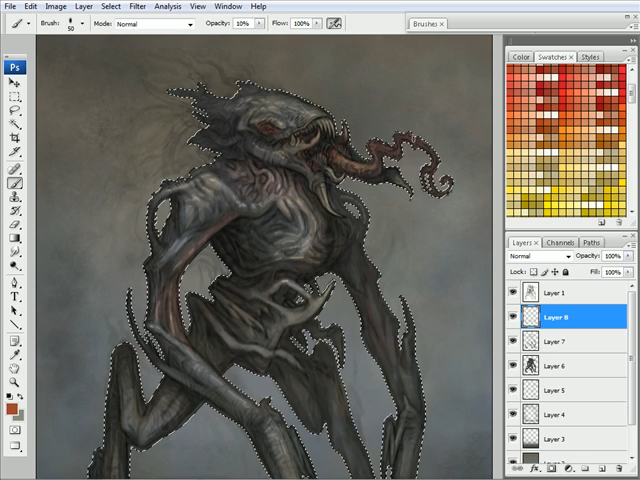 File Edit Image Layer Select Filter Analysis View Window Help
Brush: 50 Mode: Normal Opacity: 10% Flow: 100% Brushes ×
Ps
Color Swatches × Styles
Layers × Channels Paths
Normal Opacity: 100%
Lock: Fill: 100%
Layer 1
Layer 8
Layer 7
Layer 6
Layer 5
Layer 4
Layer 3